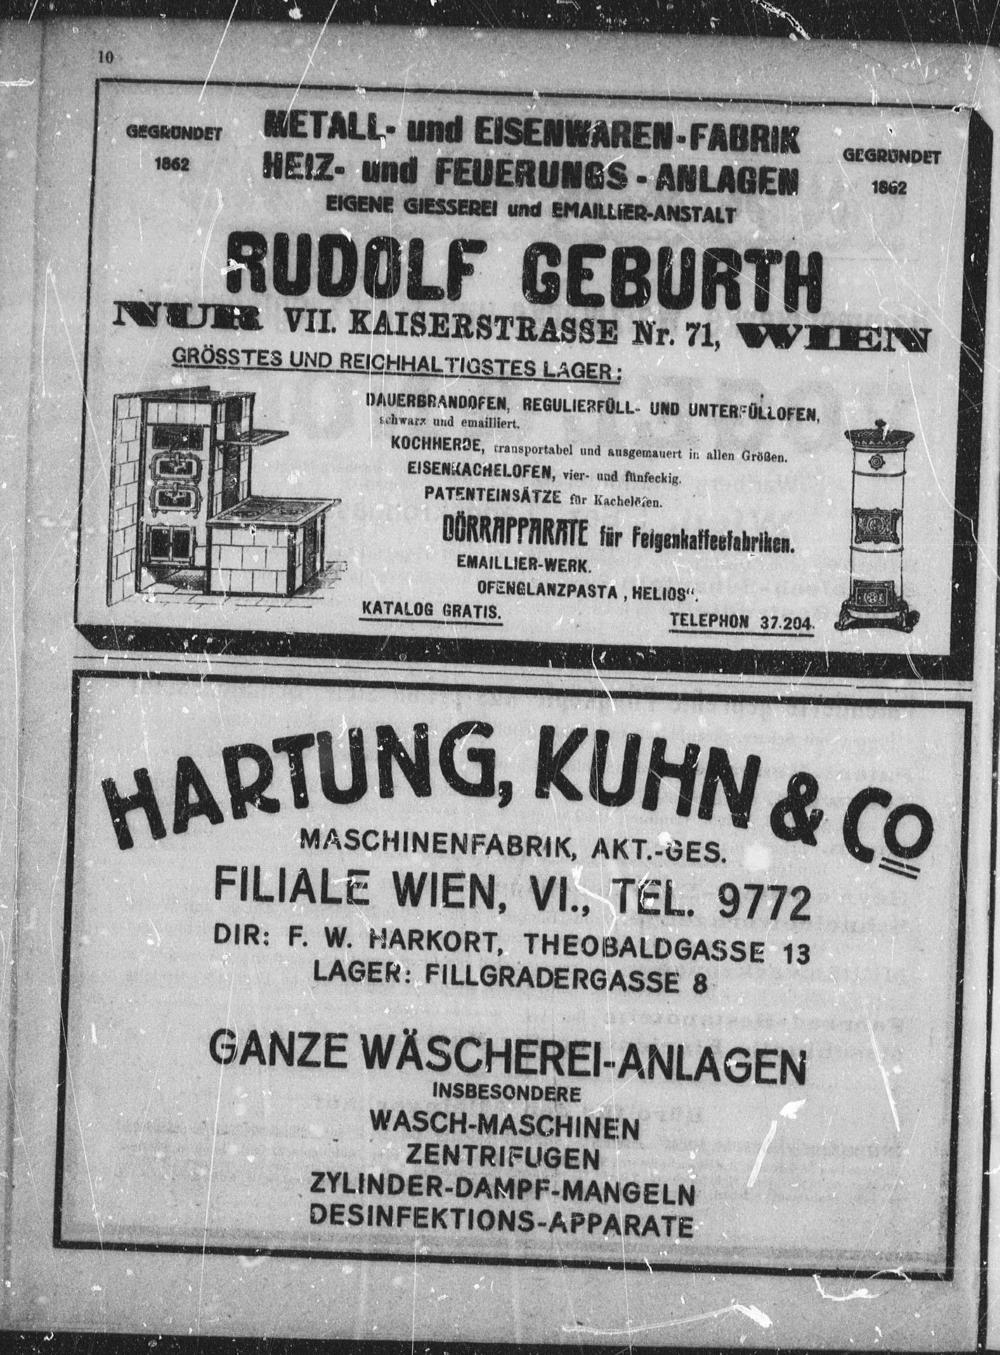 10
GEGRÜNDET
1862
METALL- und EISENWAREN-FABRIK
HEIZ- und FEUERUNGS-ANLAGEN
EIGENE GIESSEREI und EMAILLIER-ANSTALT
GEGRÜNDET
1862
RUDOLF GEBURTH
NUR VII. KAISERSTRASSE Nr. 71, WIEN
GRÖSSTES UND REICHHALTIGSTES LAGER:
DAUERBRANDOFEN, REGULIERFÜLL- UND UNTERFÜLLOFEN,
schwarz und emailliert.
KOCHHERDE, transportabel und ausgemauert in allen Größen.
EISENKACHELOFEN, vier- und fünfeckig.
PATENTEINSÄTZE für Kachelöfen.
DÖRRAPPARATE für Feigenkaffeefabriken.
EMAILLIER-WERK.
OFENGLANZPASTA „HELIOS“.
KATALOG GRATIS.
TELEPHON 37.204.
HARTUNG, KUHN & Co
MASCHINENFABRIK, AKT.-GES.
FILIALE WIEN, VI., TEL. 9772
DIR: F. W. HARKORT, THEOBALDGASSE 13
LAGER: FILLGRADERGASSE 8
GANZE WÄSCHEREI-ANLAGEN
INSBESONDERE
WASCH-MASCHINEN
ZENTRIFUGEN
ZYLINDER-DAMPF-MANGELN
DESINFEKTIONS-APPARATE